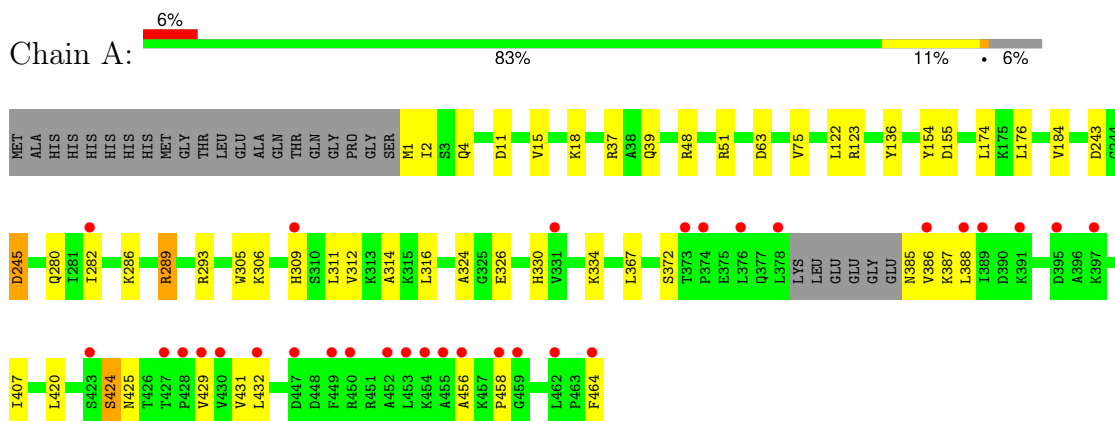 6%
Chain A:
83% 11% • 6%
MET ALA HIS HIS HIS HIS HIS HIS MET GLY THR LEU GLU ALA GLN THR GLN GLY PRO GLY SER M1 I2 S3 Q4 D11 V15 K18 R37 A38 Q39 R48 R51 D63 V75 L122 R123 Y136 Y154 D155 L174 K175 L176 V184 D243 G244
D245 Q280 I281 I282 K286 R289 R293 W305 K306 H309 S310 L311 V312 K313 A314 K315 L316 A324 G325 E326 H330 V331 K334 L367 S372 T373 P374 E375 L376 Q377 L378 LYS LEU GLU GLU GLY GLU N385 V386 K387 L388 I389 D390 K391 D395 A396 K397
I407 L420 S423 S424 N425 T426 T427 P428 V429 V430 V431 L432 D447 D448 F449 R450 R451 A452 L453 K454 A455 A456 K457 P458 G459 L462 P463 F464